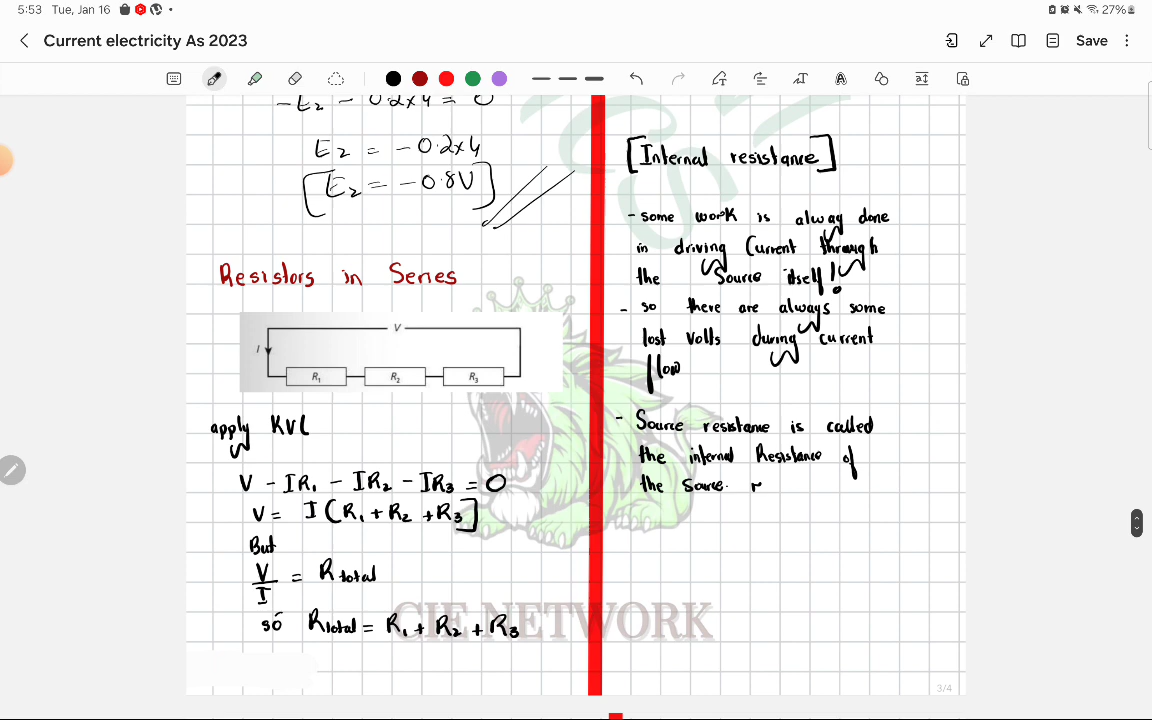 5:53 Tue, Jan 16
27%
Current electricity As 2023
Save
-E2 - 0.2x4 = 0
E2 = -0.2x4
[E2 = -0.8V]
Resistors in Series
V
I
R1 R2 R3
apply KVL
V - IR1 - IR2 - IR3 = 0
V = I(R1 + R2 + R3]
But
V/I = Rtotal
so Rtotal = R1 + R2 + R3
[Internal resistance]
- some work is alway done
in driving Current through
the Source itself!
- so there are always some
lost Volts during current
flow
- Source resistance is called
the internal Resistance of
the Source. r
CIE NETWORK
3/4